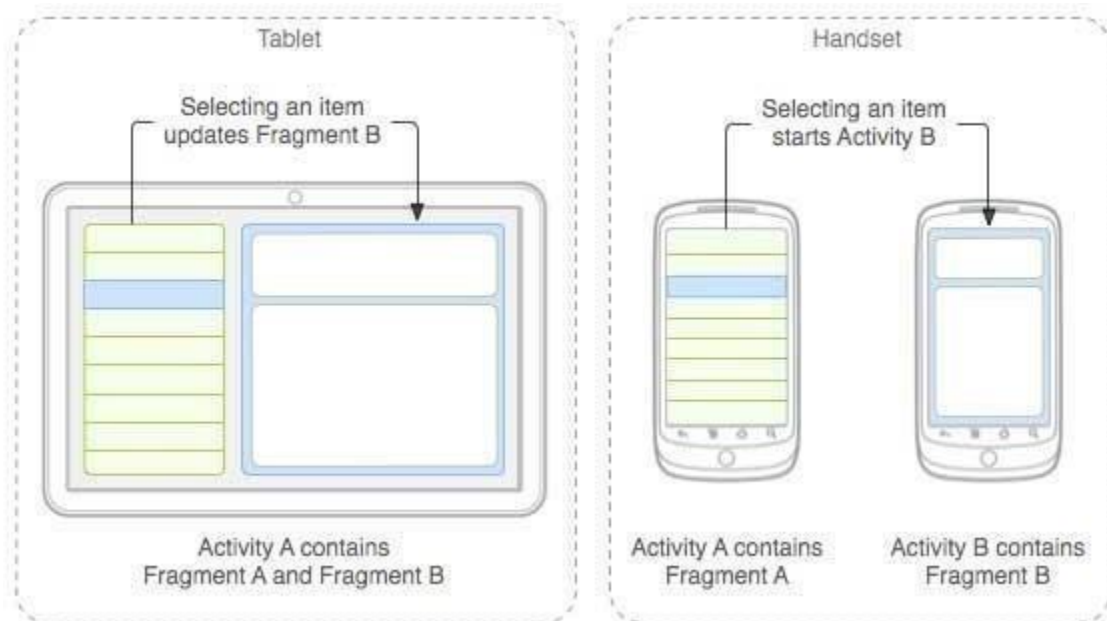 Tablet
Selecting an item
updates Fragment B
Activity A contains
Fragment A and Fragment B
Handset
Selecting an item
starts Activity B
Activity A contains
Fragment A
Activity B contains
Fragment B